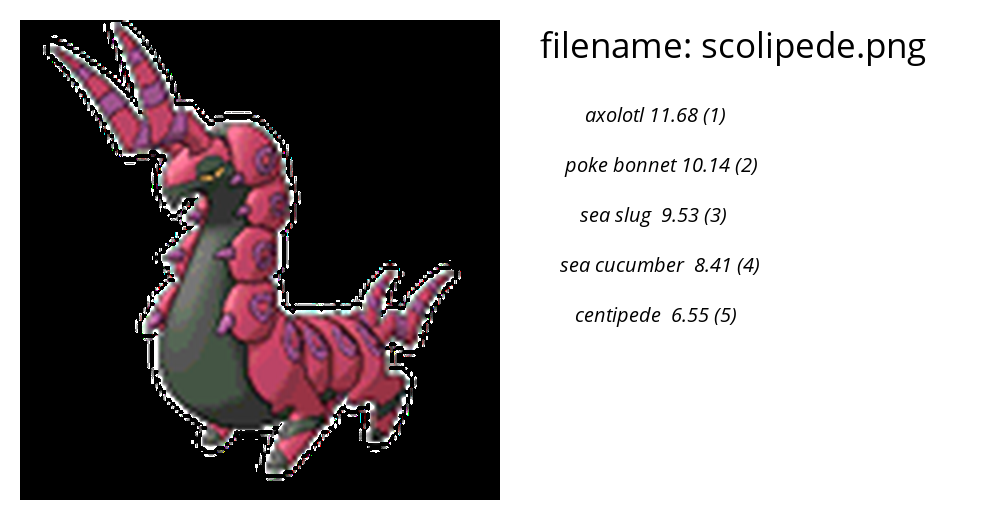 filename: scolipede.png
axolotl 11.68 (1)
poke bonnet 10.14 (2)
sea slug  9.53 (3)
sea cucumber  8.41 (4)
centipede  6.55 (5)